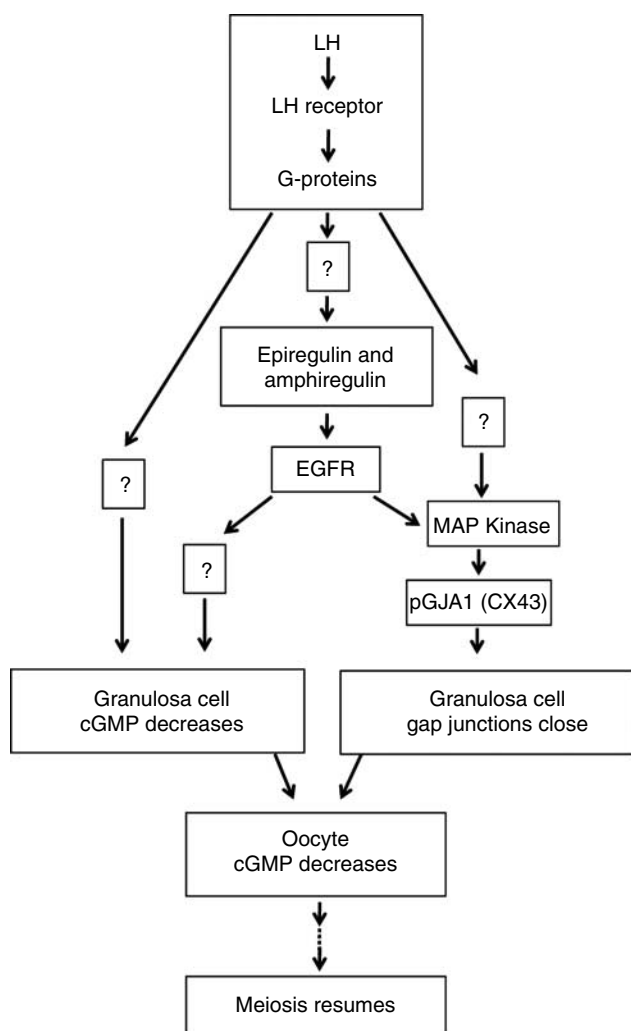 LH
LH receptor
G-proteins
?
Epiregulin and
amphiregulin
?
EGFR
?
MAP Kinase
?
pGJA1 (CX43)
Granulosa cell
cGMP decreases
Granulosa cell
gap junctions close
Oocyte
cGMP decreases
Meiosis resumes